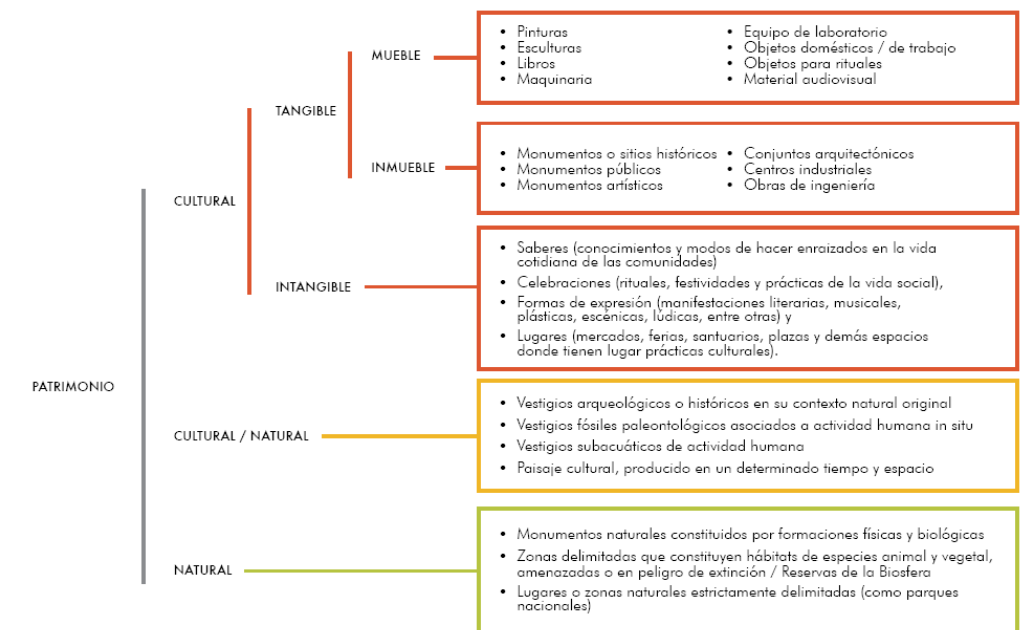 PATRIMONIO
CULTURAL
TANGIBLE
MUEBLE
• Pinturas
• Esculturas
• Libros
• Maquinaria
• Equipo de laboratorio
• Objetos domésticos / de trabajo
• Objetos para rituales
• Material audiovisual
INMUEBLE
• Monumentos o sitios históricos
• Monumentos públicos
• Monumentos artísticos
• Conjuntos arquitectónicos
• Centros industriales
• Obras de ingeniería
INTANGIBLE
• Saberes (conocimientos y modos de hacer enraizados en la vida
cotidiana de las comunidades)
• Celebraciones (rituales, festividades y prácticas de la vida social),
• Formas de expresión (manifestaciones literarias, musicales,
plásticas, escénicas, lúdicas, entre otras) y
• Lugares (mercados, ferias, santuarios, plazas y demás espacios
donde tienen lugar prácticas culturales).
CULTURAL / NATURAL
• Vestigios arqueológicos o históricos en su contexto natural original
• Vestigios fósiles paleontológicos asociados a actividad humana in situ
• Vestigios subacuáticos de actividad humana
• Paisaje cultural, producido en un determinado tiempo y espacio
NATURAL
• Monumentos naturales constituidos por formaciones físicas y biológicas
• Zonas delimitadas que constituyen hábitats de especies animal y vegetal,
amenazadas o en peligro de extinción / Reservas de la Biosfera
• Lugares o zonas naturales estrictamente delimitadas (como parques
nacionales)